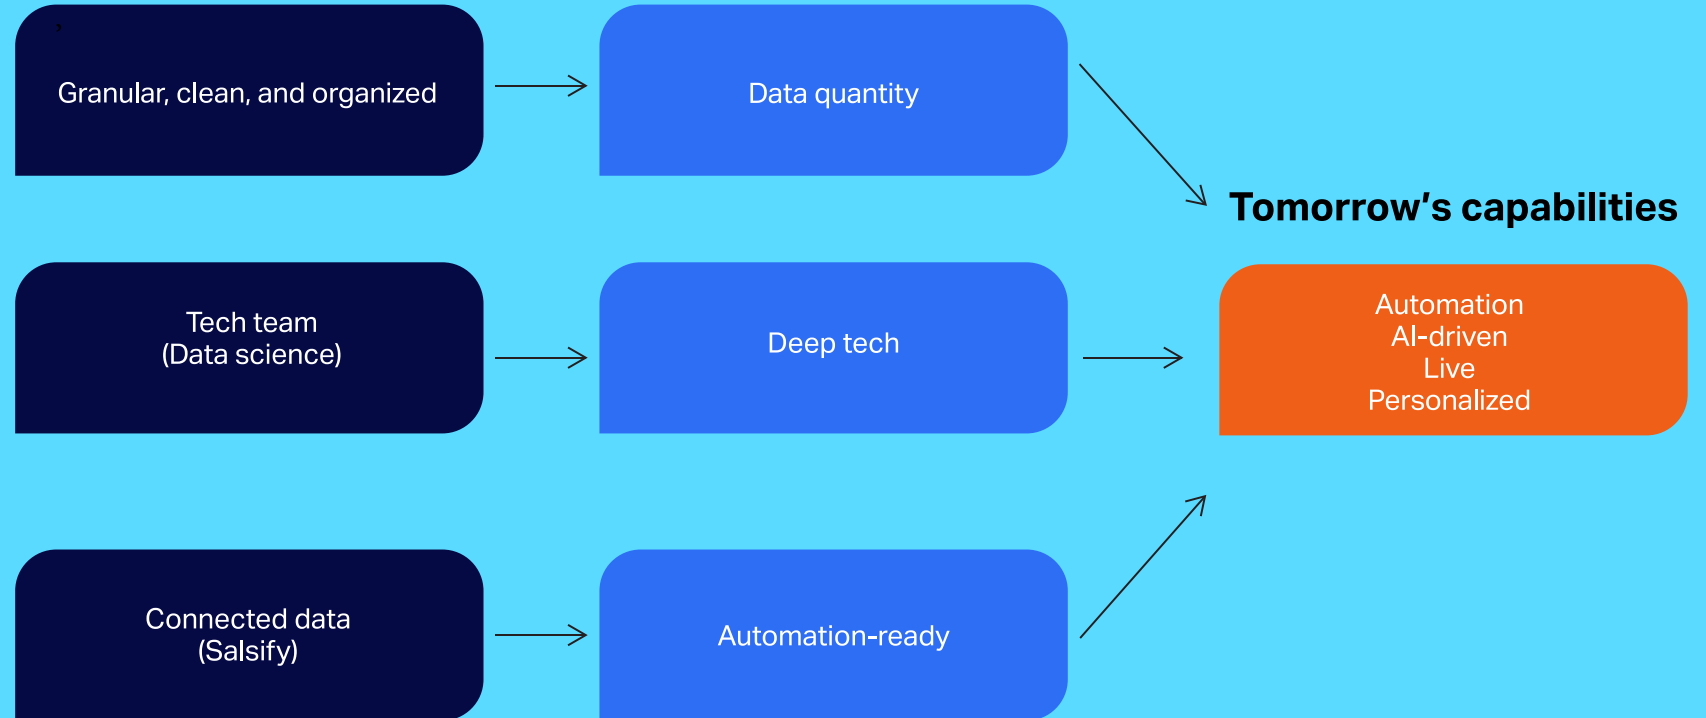 Granular, clean, and organized
Data quantity
Tomorrow's capabilities
Tech team
(Data science)
Deep tech
Automation
AI-driven
Live
Personalized
Connected data
(Salsify)
Automation-ready